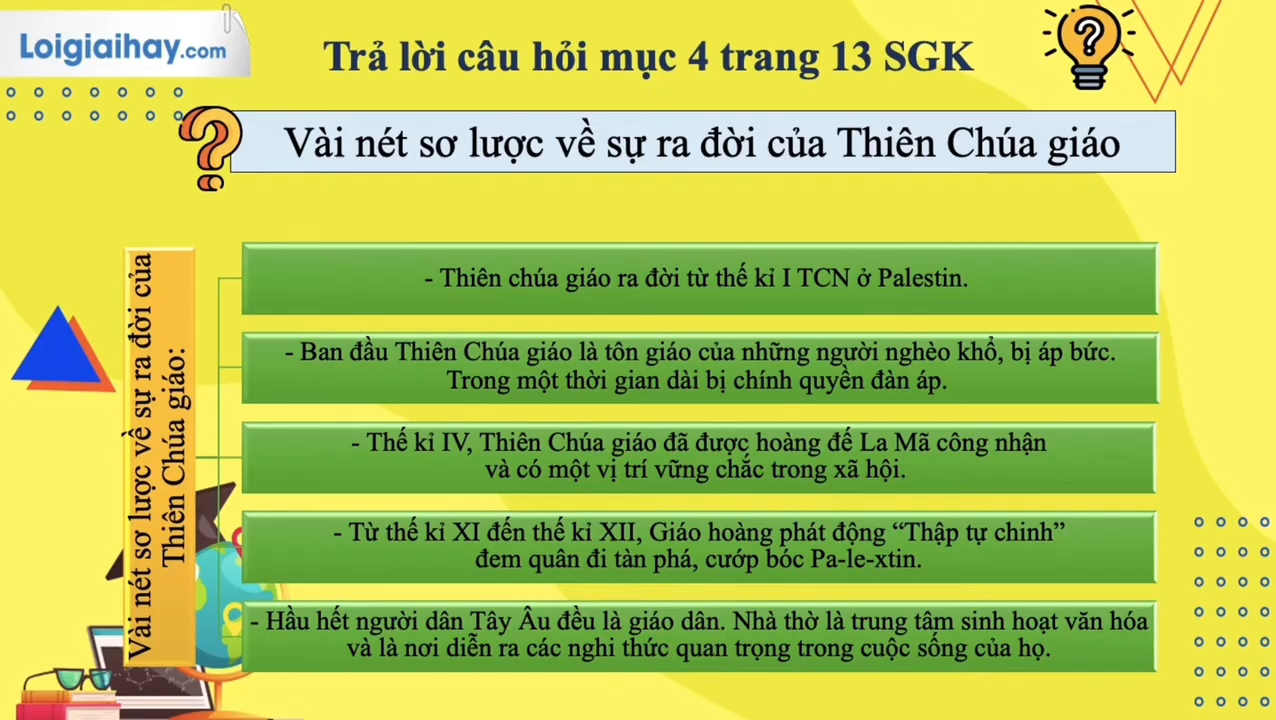 Loigiaihay.com
Trả lời câu hỏi mục 4 trang 13 SGK
Vài nét sơ lược về sự ra đời của Thiên Chúa giáo
Vài nét sơ lược về sự ra đời của
Thiên Chúa giáo:
- Thiên chúa giáo ra đời từ thế kỉ I TCN ở Palestin.
- Ban đầu Thiên Chúa giáo là tôn giáo của những người nghèo khổ, bị áp bức.
Trong một thời gian dài bị chính quyền đàn áp.
- Thế kỉ IV, Thiên Chúa giáo đã được hoàng đế La Mã công nhận
và có một vị trí vững chắc trong xã hội.
- Từ thế kỉ XI đến thế kỉ XII, Giáo hoàng phát động “Thập tự chinh”
đem quân đi tàn phá, cướp bóc Pa-le-xtin.
- Hầu hết người dân Tây Âu đều là giáo dân. Nhà thờ là trung tâm sinh hoạt văn hóa
và là nơi diễn ra các nghi thức quan trọng trong cuộc sống của họ.